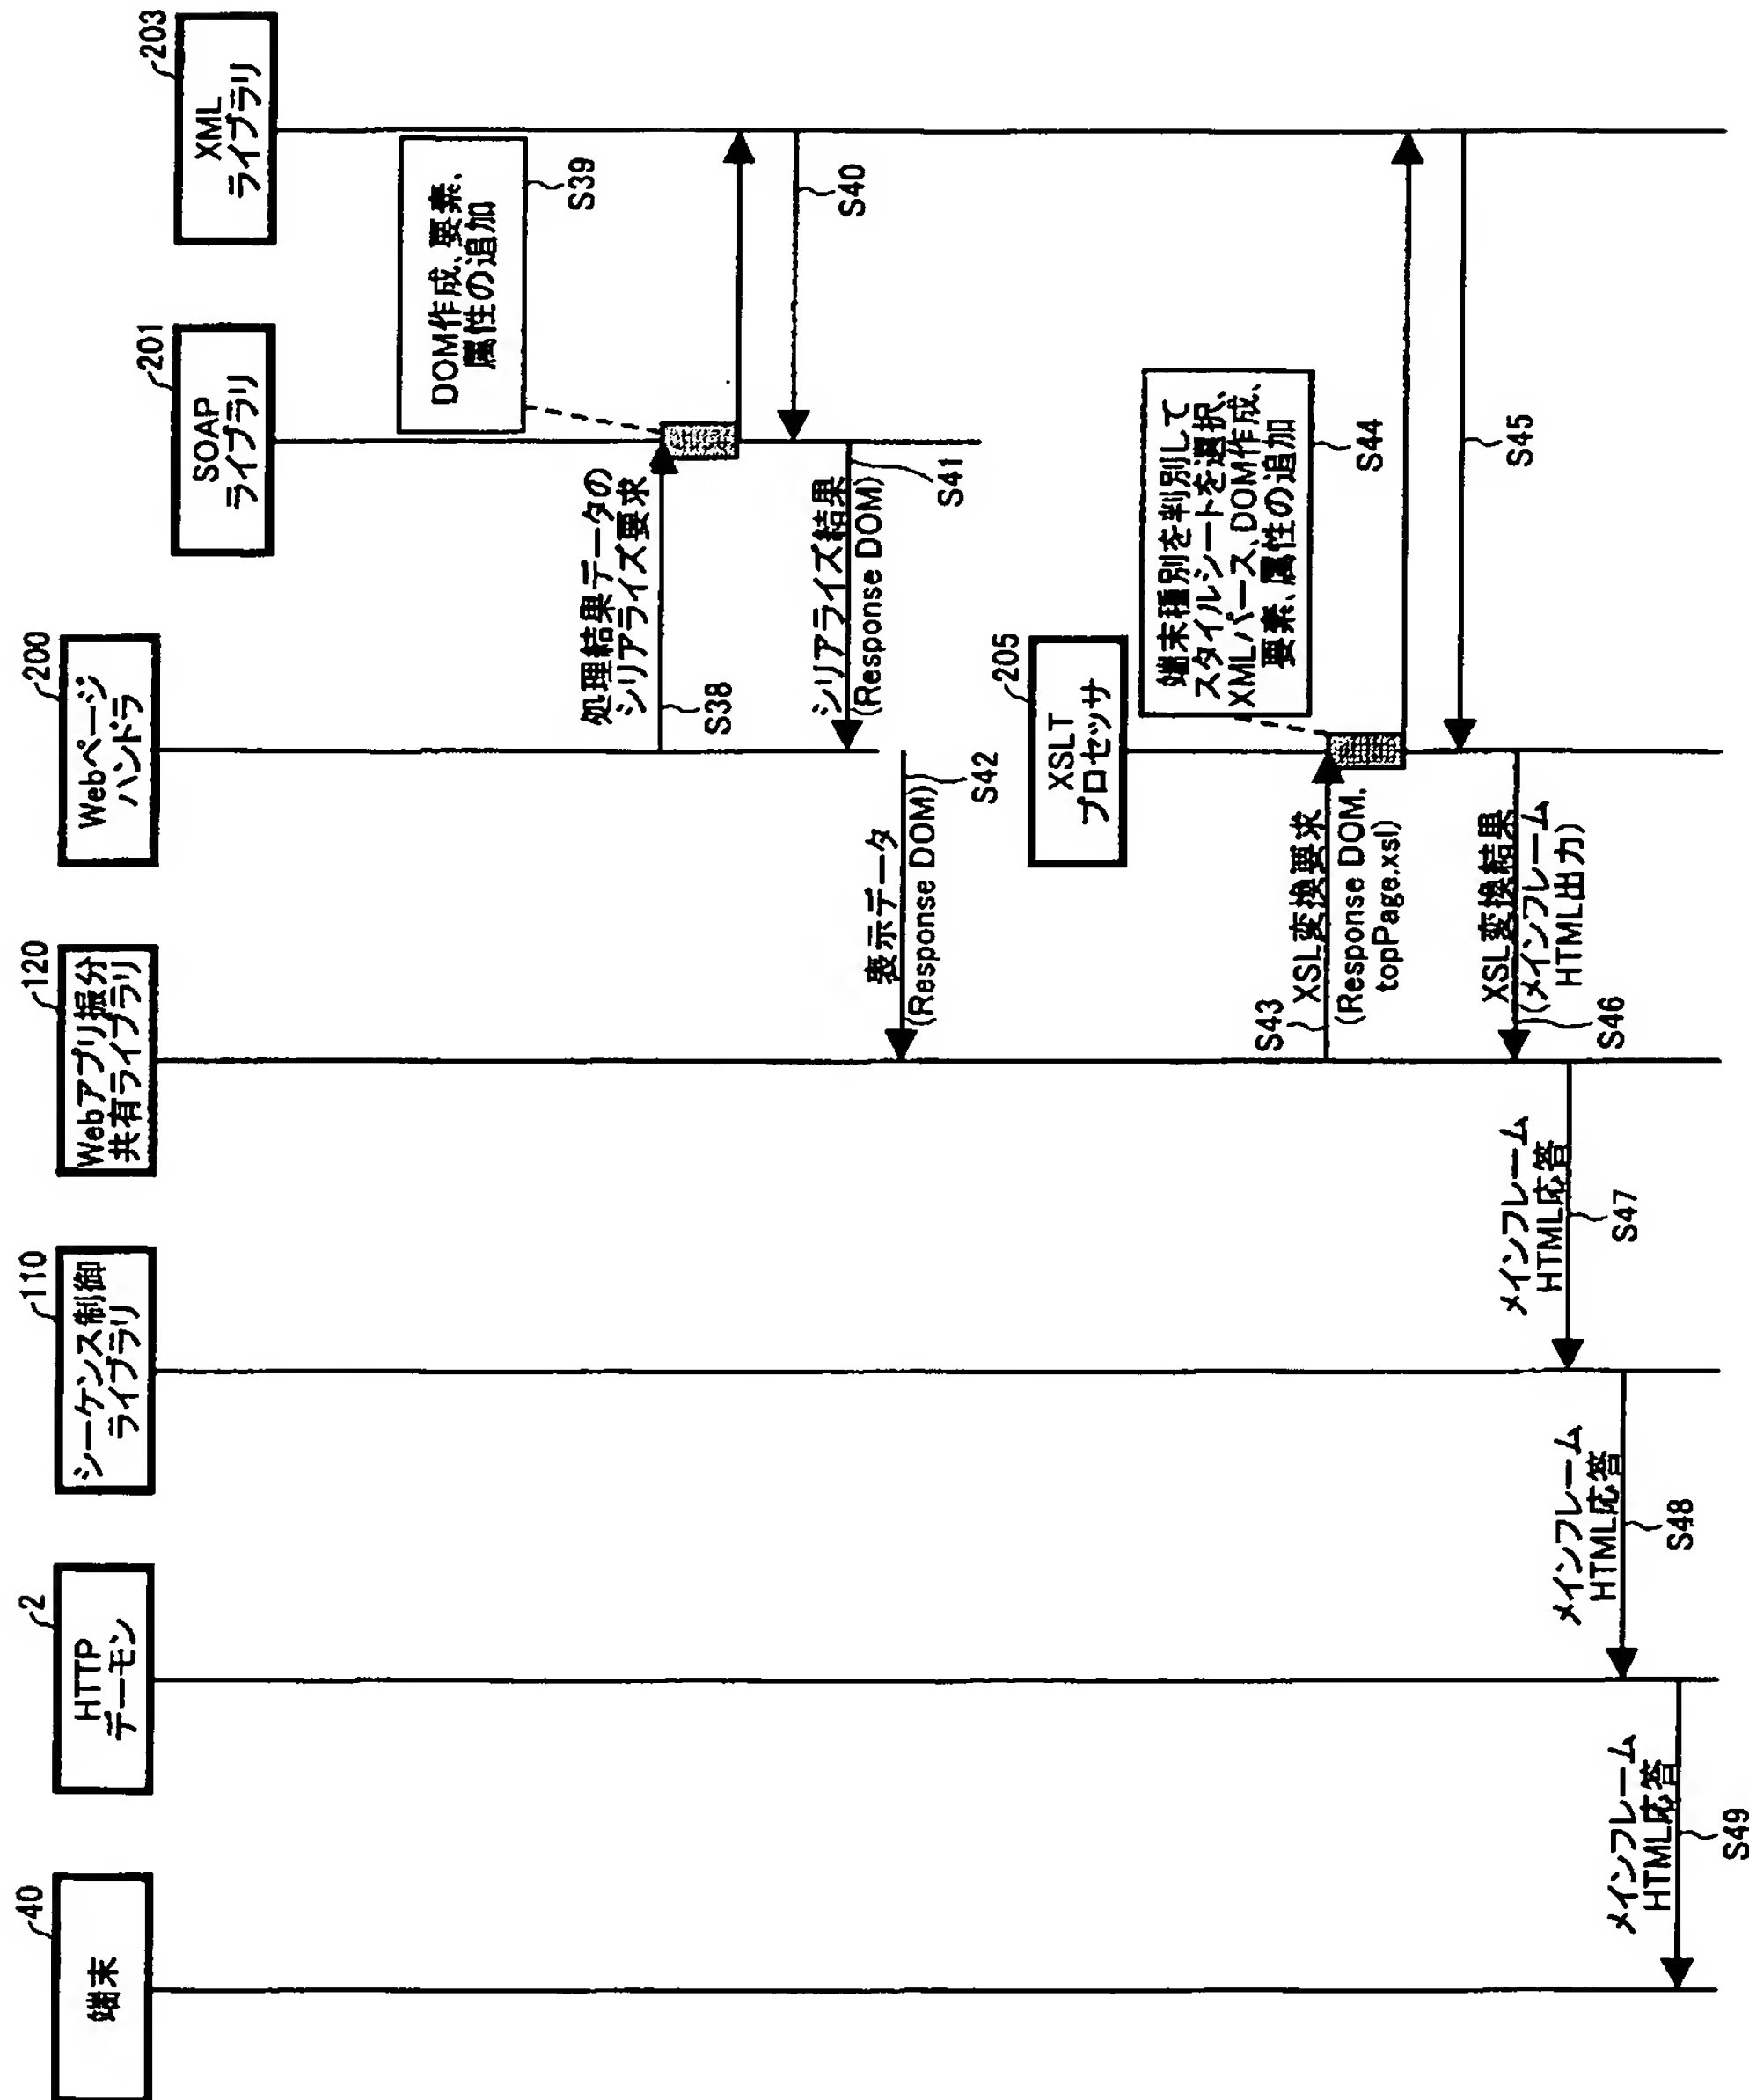 40
端末
2
HTTP
デーモン
110
シーケンス制御
ライブラリ
120
Webアプリ振分
共有ライブラリ
200
Webページ
ハンドラ
201
SOAP
ライブラリ
203
XML
ライブラリ
処理結果データの
シリアライズ要求
S38
DOM作成、要素、
属性の追加
S39
S40
シリアライズ結果
(Response DOM)
S41
表示データ
(Response DOM)
S42
205
XSLT
プロセッサ
S43
XSL変換要求
(Response DOM,
topPage.xsl)
端末種別を判別して
スタイルシートを選択、
XMLパース、DOM作成、
要素、属性の追加
S44
S45
XSL変換結果
(メインフレーム
HTML出力)
S46
メインフレーム
HTML応答
S47
メインフレーム
HTML応答
S48
メインフレーム
HTML応答
S49